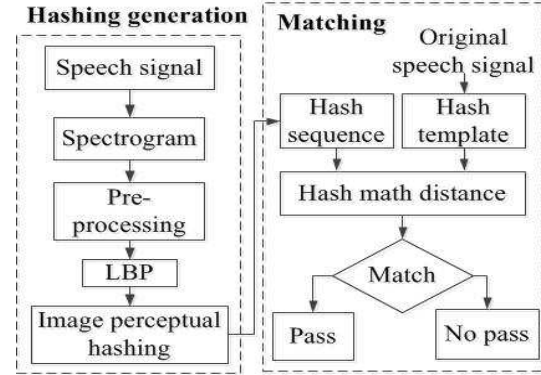 Hashing generation
Speech signal
Spectrogram
Pre-
processing
LBP
Image perceptual
hashing
Matching
Original
speech signal
Hash
sequence
Hash
template
Hash math distance
Match
Pass
No pass